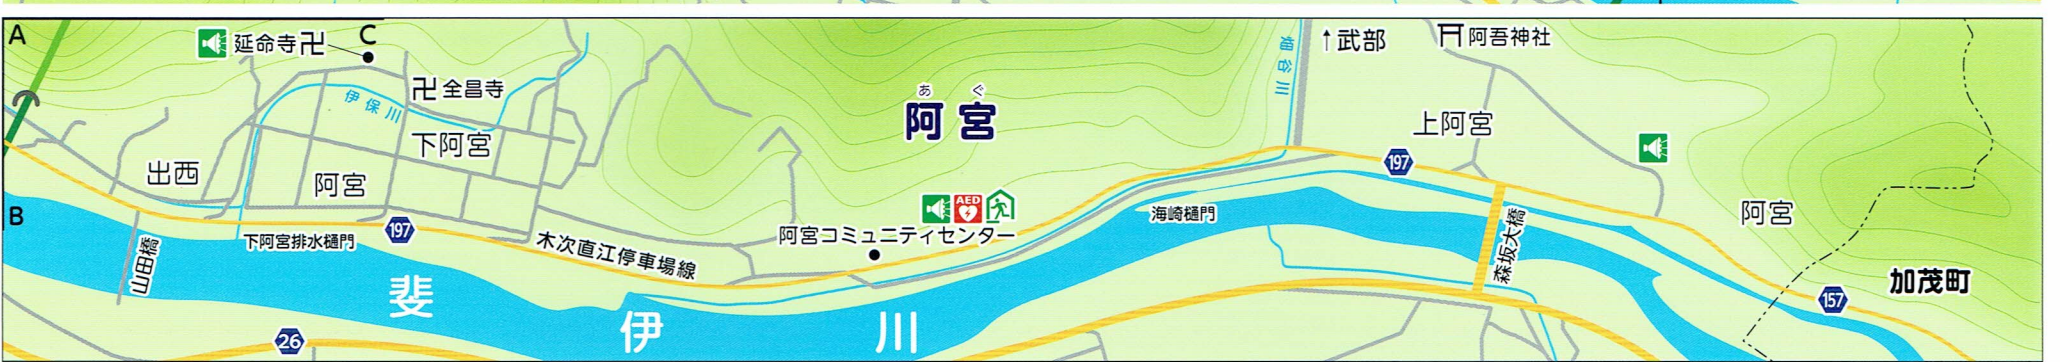 A
延命寺
C
↑武部
阿吾神社
畑谷川
全昌寺
伊保川
あぐ
阿宮
上阿宮
下阿宮
197
出西
阿宮
AED
阿宮
B
海崎樋門
197
下阿宮排水樋門
阿宮コミュニティセンター
木次直江停車場線
山田橋
森坂大橋
加茂町
斐伊川
157
26